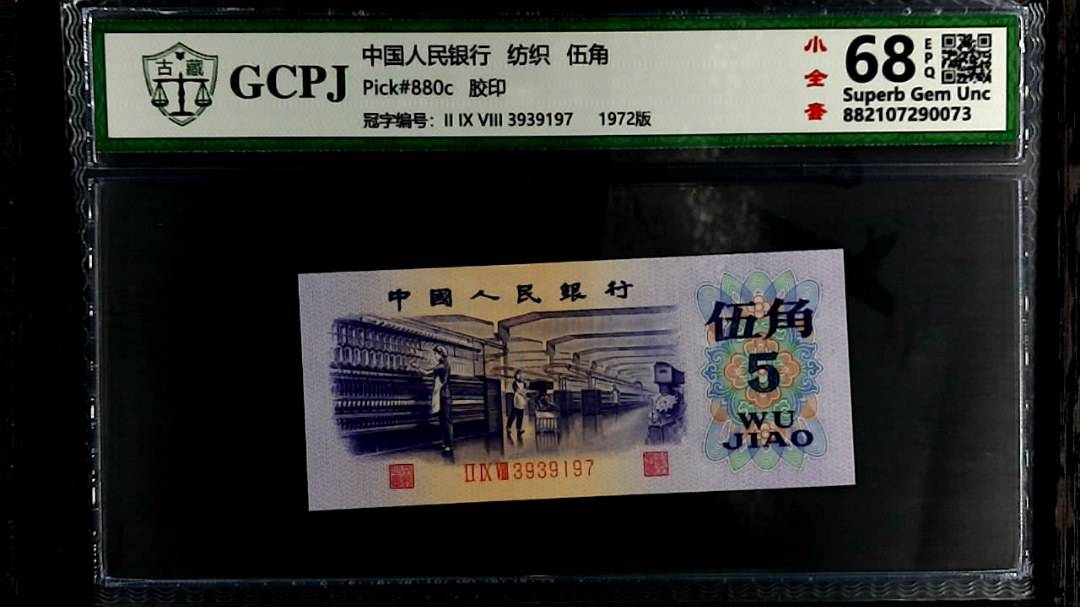 古藏
GCPJ
中国人民银行 纺织 伍角
Pick#880c 胶印
冠字编号: II IX VIII 3939197 1972版
小全套
68
EPQ
Superb Gem Unc
882107290073
中國人民銀行
伍角
5
WU
JIAO
II IX VIII 3939197